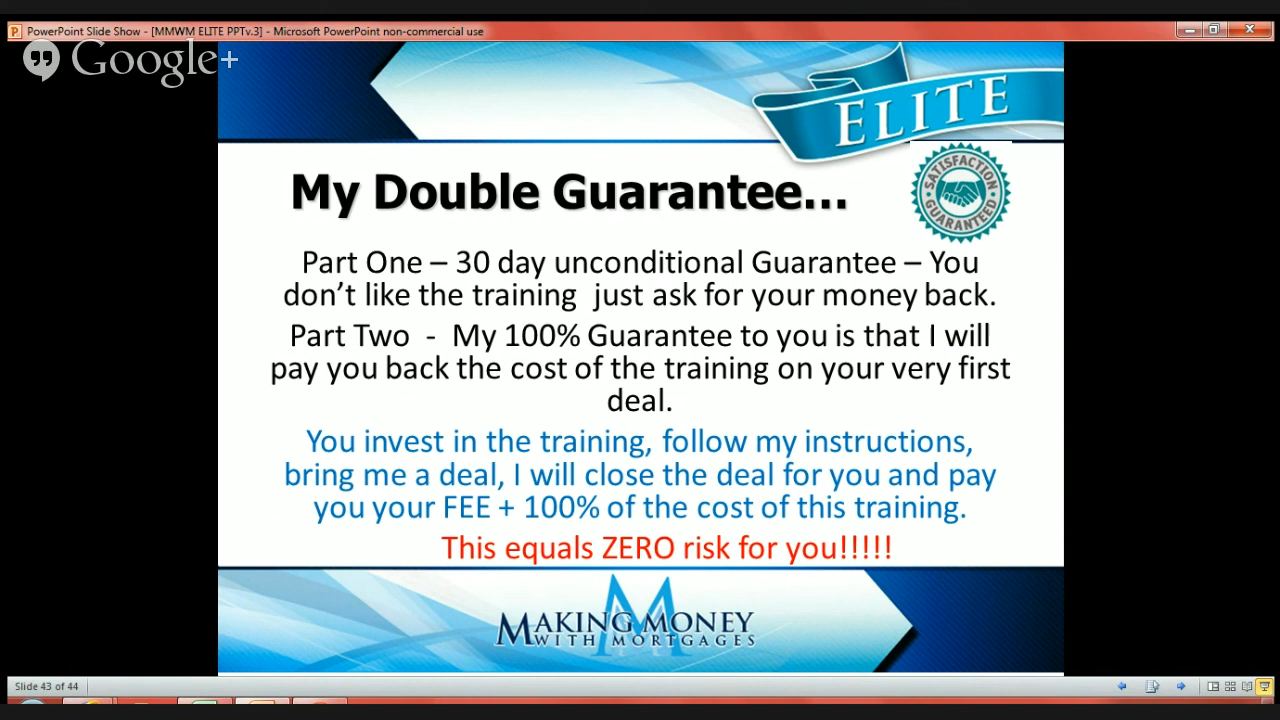 PowerPoint Slide Show - [MMWM ELITE PPTv.3] - Microsoft PowerPoint non-commercial use
Google+
ELITE
SATISFACTION
GUARANTEED
My Double Guarantee...
Part One – 30 day unconditional Guarantee – You
don't like the training just ask for your money back.
Part Two - My 100% Guarantee to you is that I will
pay you back the cost of the training on your very first
deal.
You invest in the training, follow my instructions,
bring me a deal, I will close the deal for you and pay
you your FEE + 100% of the cost of this training.
This equals ZERO risk for you!!!!!
M
MAKING MONEY
WITH MORTGAGES
Slide 43 of 44